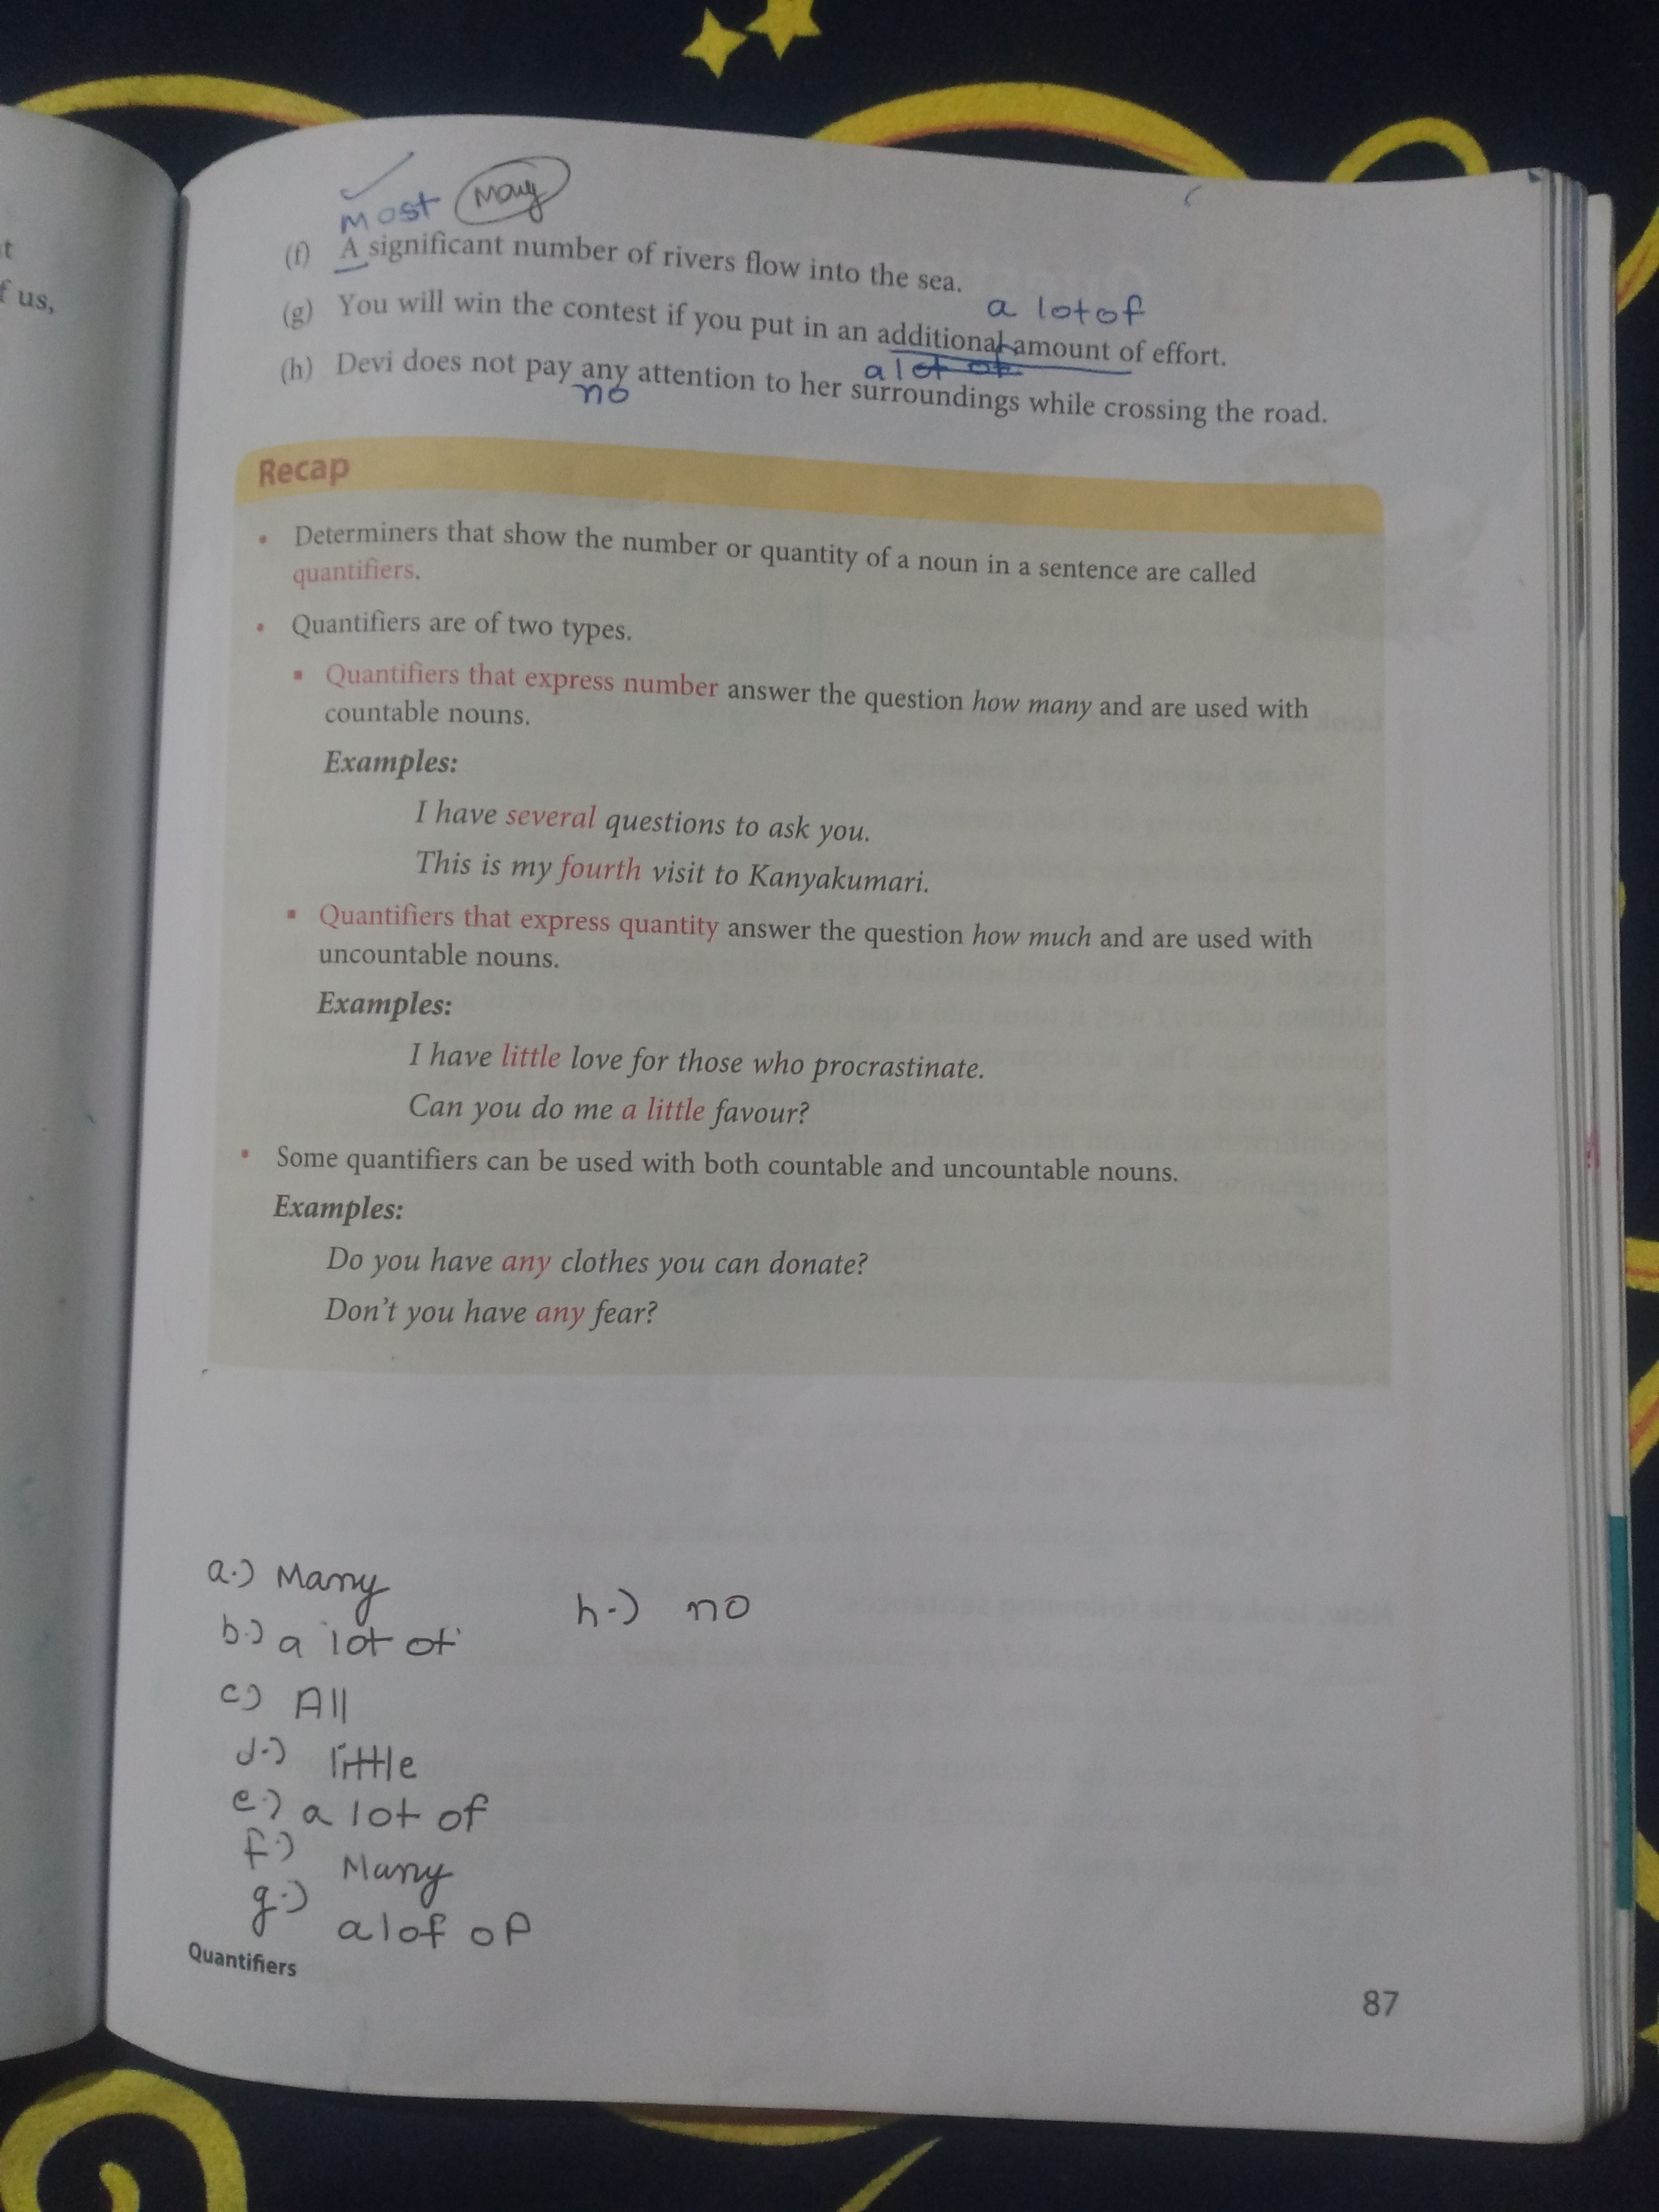 t
f us,
Most Many
(f) A significant number of rivers flow into the sea.
a lot of
(g) You will win the contest if you put in an additional amount of effort.
a lot of
(h) Devi does not pay any attention to her surroundings while crossing the road.
no
Recap
• Determiners that show the number or quantity of a noun in a sentence are called
quantifiers.
• Quantifiers are of two types.
▪ Quantifiers that express number answer the question how many and are used with
countable nouns.
Examples:
I have several questions to ask you.
This is my fourth visit to Kanyakumari.
▪ Quantifiers that express quantity answer the question how much and are used with
uncountable nouns.
Examples:
I have little love for those who procrastinate.
Can you do me a little favour?
• Some quantifiers can be used with both countable and uncountable nouns.
Examples:
Do you have any clothes you can donate?
Don't you have any fear?
a.) Many
h.) no
b.) a lot of
c) All
d.) little
e.) a lot of
f.) Many
g.) a lof of
Quantifiers
87